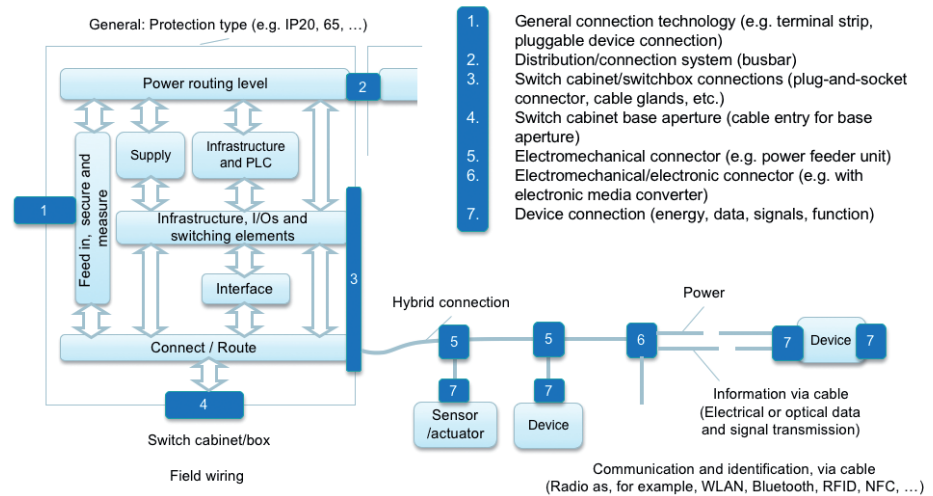 General: Protection type (e.g. IP20, 65, …)
1. General connection technology (e.g. terminal strip,
pluggable device connection)
2. Distribution/connection system (busbar)
3. Switch cabinet/switchbox connections (plug-and-socket
connector, cable glands, etc.)
4. Switch cabinet base aperture (cable entry for base
aperture)
5. Electromechanical connector (e.g. power feeder unit)
6. Electromechanical/electronic connector (e.g. with
electronic media converter)
7. Device connection (energy, data, signals, function)
Power routing level
2
Feed in, secure and
measure
Supply
Infrastructure
and PLC
1
Infrastructure, I/Os and
switching elements
3
Interface
Connect / Route
4
Switch cabinet/box
Field wiring
Hybrid connection
Power
5
5
6
7
Device
7
7
7
Sensor
/actuator
Device
Information via cable
(Electrical or optical data
and signal transmission)
Communication and identification, via cable
(Radio as, for example, WLAN, Bluetooth, RFID, NFC, …)